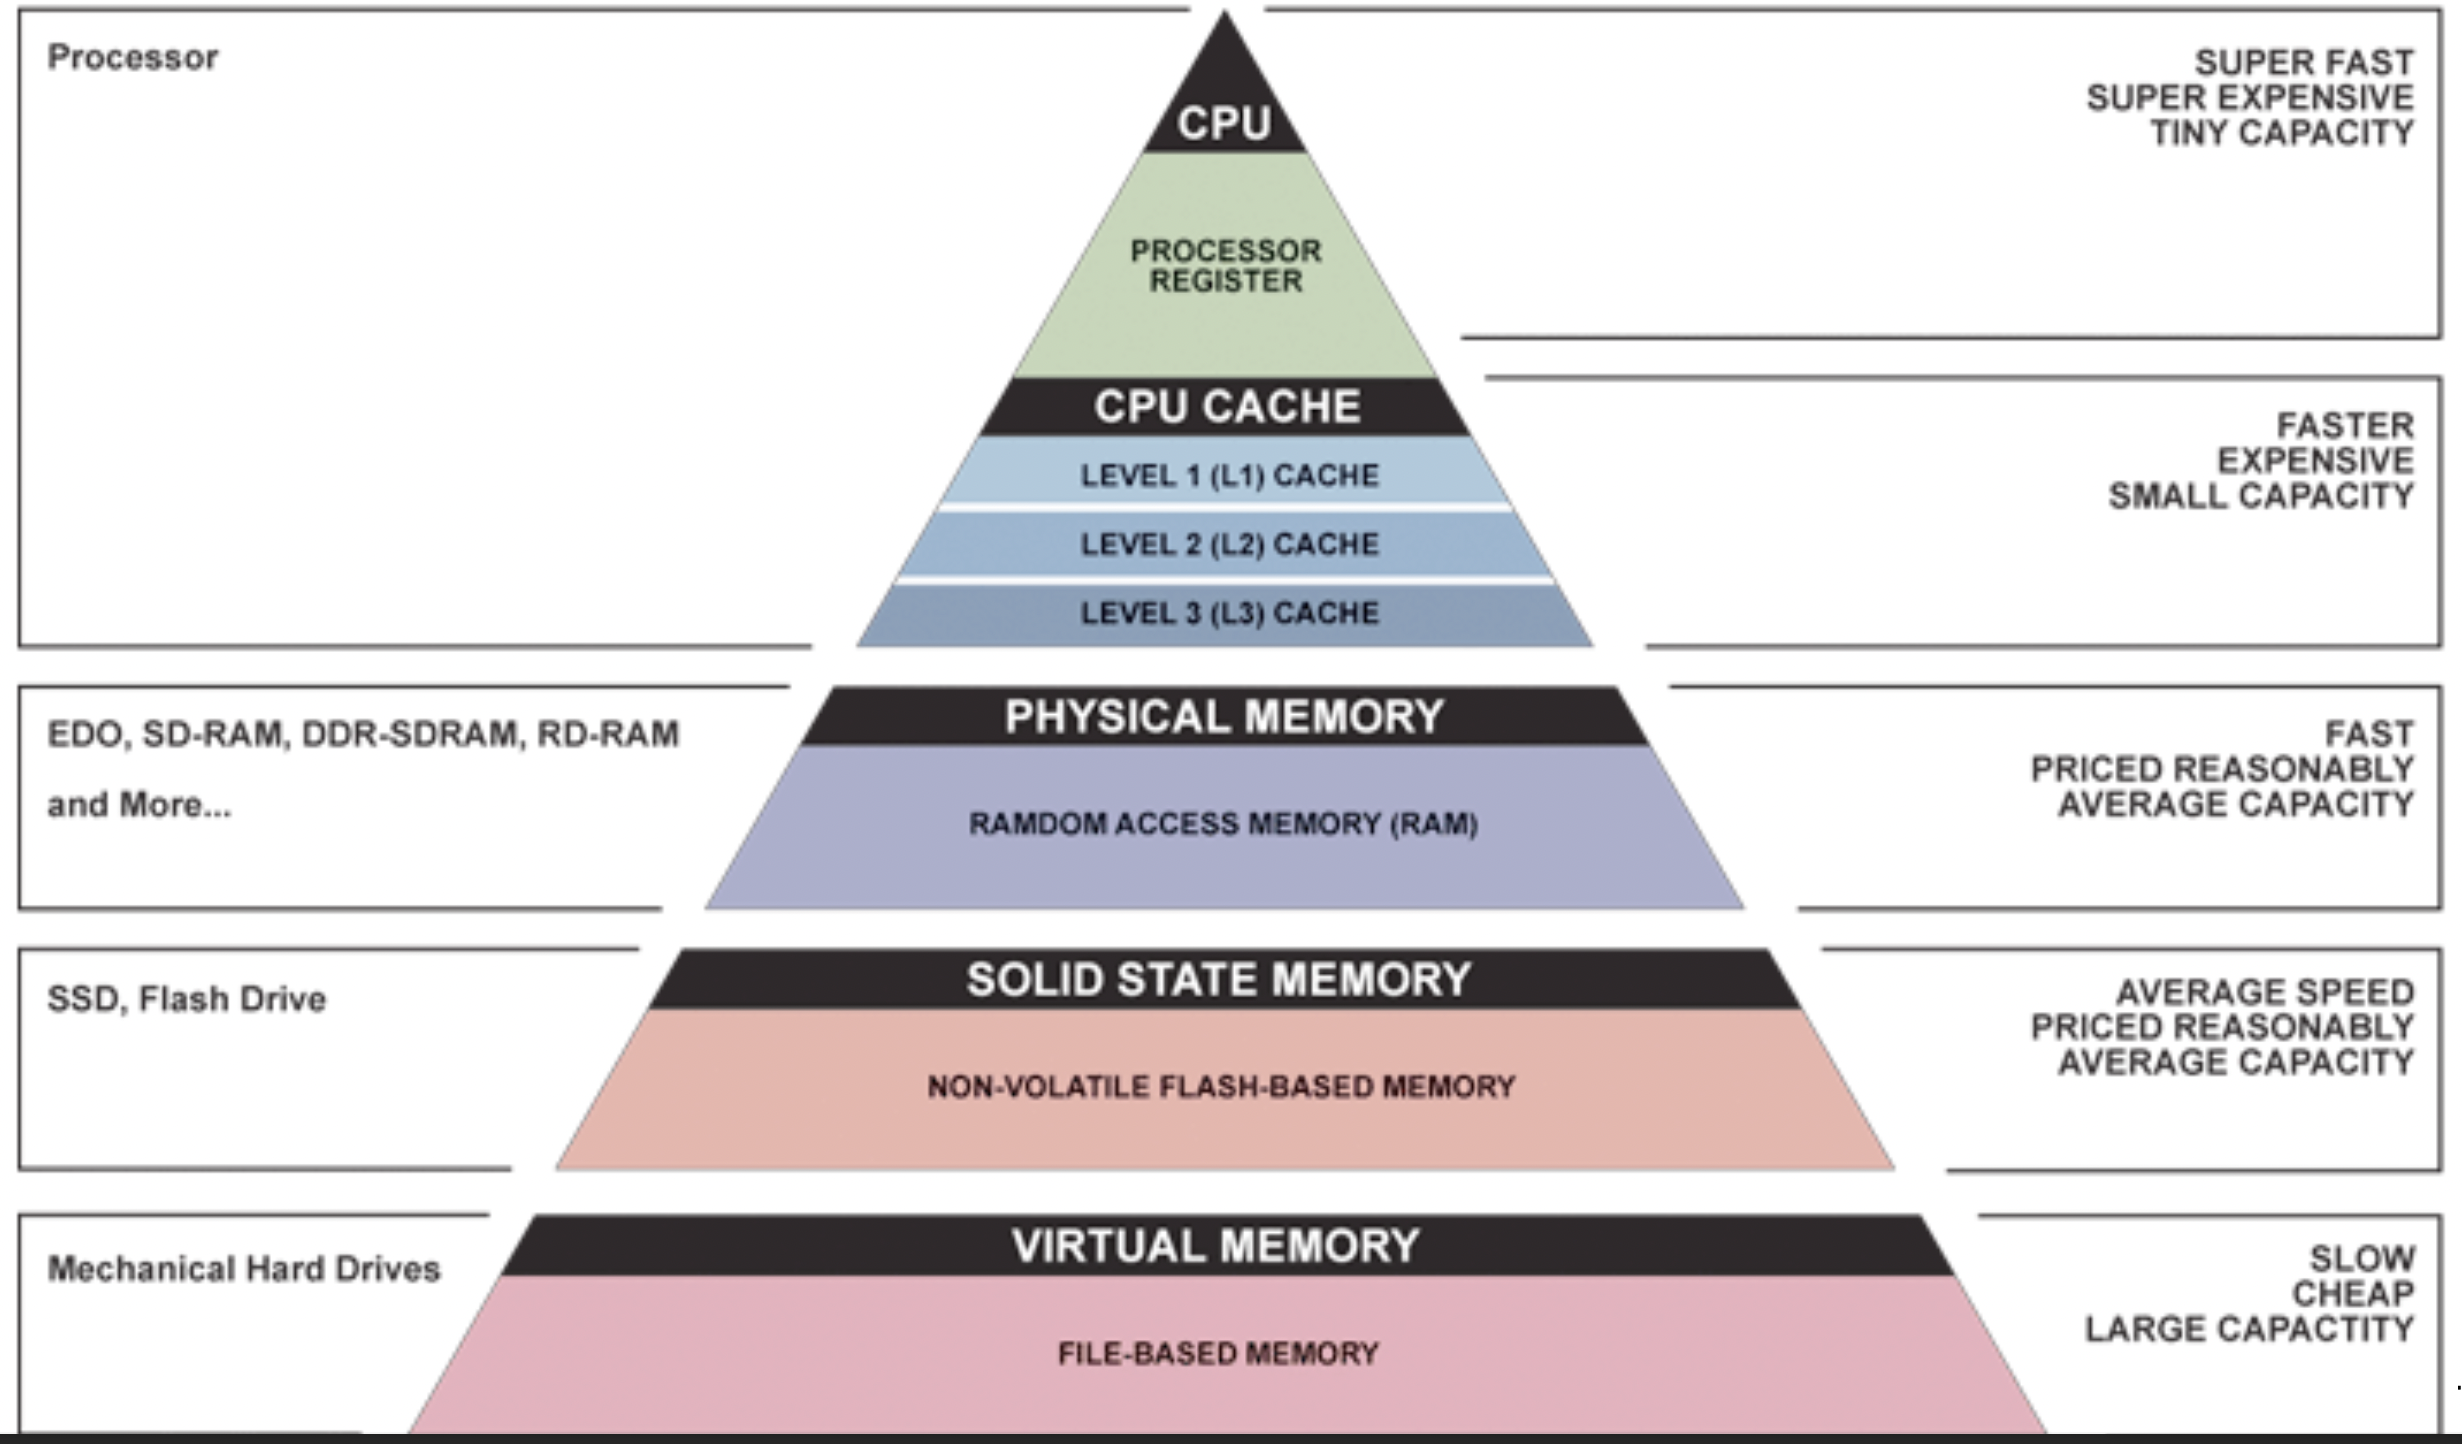 Processor
CPU
SUPER FAST
SUPER EXPENSIVE
TINY CAPACITY
PROCESSOR
REGISTER
CPU CACHE
LEVEL 1 (L1) CACHE
LEVEL 2 (L2) CACHE
LEVEL 3 (L3) CACHE
FASTER
EXPENSIVE
SMALL CAPACITY
EDO, SD-RAM, DDR-SDRAM, RD-RAM
and More...
PHYSICAL MEMORY
RAMDOM ACCESS MEMORY (RAM)
FAST
PRICED REASONABLY
AVERAGE CAPACITY
SSD, Flash Drive
SOLID STATE MEMORY
NON-VOLATILE FLASH-BASED MEMORY
AVERAGE SPEED
PRICED REASONABLY
AVERAGE CAPACITY
Mechanical Hard Drives
VIRTUAL MEMORY
FILE-BASED MEMORY
SLOW
CHEAP
LARGE CAPACTITY